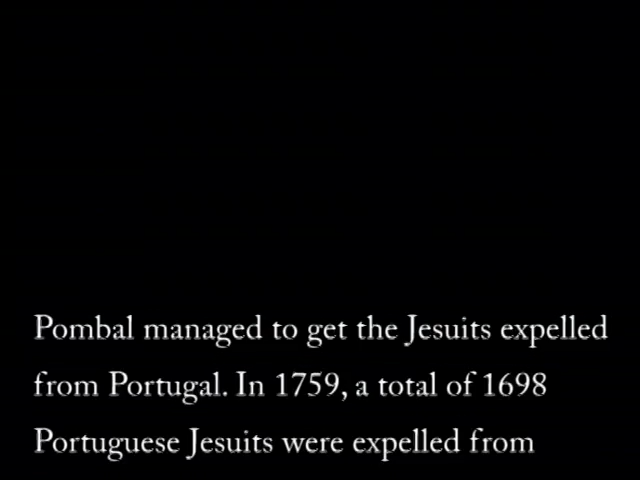 Pombal managed to get the Jesuits expelled
from Portugal. In 1759, a total of 1698
Portuguese Jesuits were expelled from